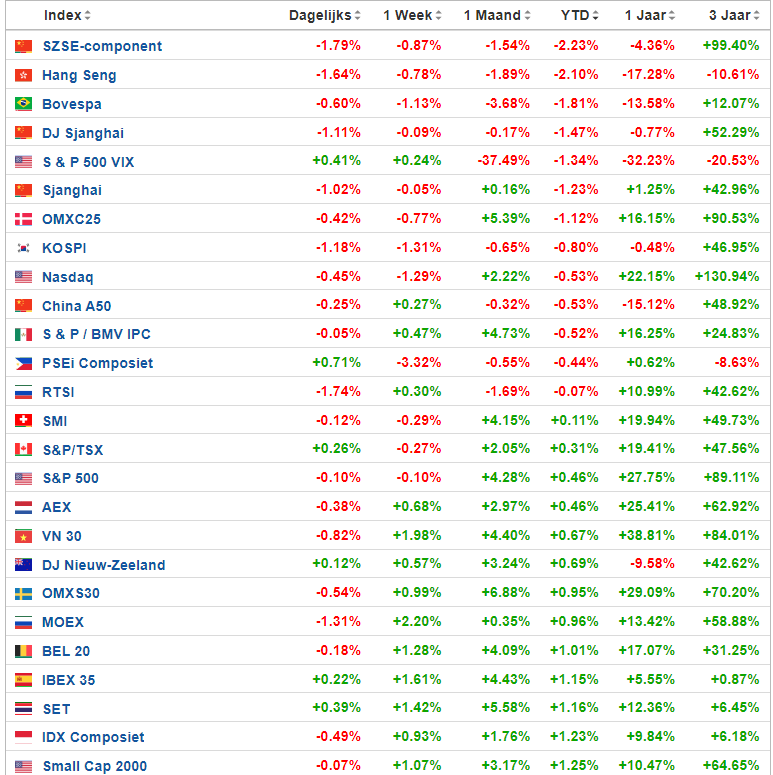 Index Dagelijks 1 Week 1 Maand YTD 1 Jaar 3 Jaar
SZSE-component -1.79% -0.87% -1.54% -2.23% -4.36% +99.40%
Hang Seng -1.64% -0.78% -1.89% -2.10% -17.28% -10.61%
Bovespa -0.60% -1.13% -3.68% -1.81% -13.58% +12.07%
DJ Sjanghai -1.11% -0.09% -0.17% -1.47% -0.77% +52.29%
S & P 500 VIX +0.41% +0.24% -37.49% -1.34% -32.23% -20.53%
Sjanghai -1.02% -0.05% +0.16% -1.23% +1.25% +42.96%
OMXC25 -0.42% -0.77% +5.39% -1.12% +16.15% +90.53%
KOSPI -1.18% -1.31% -0.65% -0.80% -0.48% +46.95%
Nasdaq -0.45% -1.29% +2.22% -0.53% +22.15% +130.94%
China A50 -0.25% +0.27% -0.32% -0.53% -15.12% +48.92%
S & P / BMV IPC -0.05% +0.47% +4.73% -0.52% +16.25% +24.83%
PSEi Composiet +0.71% -3.32% -0.55% -0.44% +0.62% -8.63%
RTSI -1.74% +0.30% -1.69% -0.07% +10.99% +42.62%
SMI -0.12% -0.29% +4.15% +0.11% +19.94% +49.73%
S&P/TSX +0.26% -0.27% +2.05% +0.31% +19.41% +47.56%
S&P 500 -0.10% -0.10% +4.28% +0.46% +27.75% +89.11%
AEX -0.38% +0.68% +2.97% +0.46% +25.41% +62.92%
VN 30 -0.82% +1.98% +4.40% +0.67% +38.81% +84.01%
DJ Nieuw-Zeeland +0.12% +0.57% +3.24% +0.69% -9.58% +42.62%
OMXS30 -0.54% +0.99% +6.88% +0.95% +29.09% +70.20%
MOEX -1.31% +2.20% +0.35% +0.96% +13.42% +58.88%
BEL 20 -0.18% +1.28% +4.09% +1.01% +17.07% +31.25%
IBEX 35 +0.22% +1.61% +4.43% +1.15% +5.55% +0.87%
SET +0.39% +1.42% +5.58% +1.16% +12.36% +6.45%
IDX Composiet -0.49% +0.93% +1.76% +1.23% +9.84% +6.18%
Small Cap 2000 -0.07% +1.07% +3.17% +1.25% +10.47% +64.65%